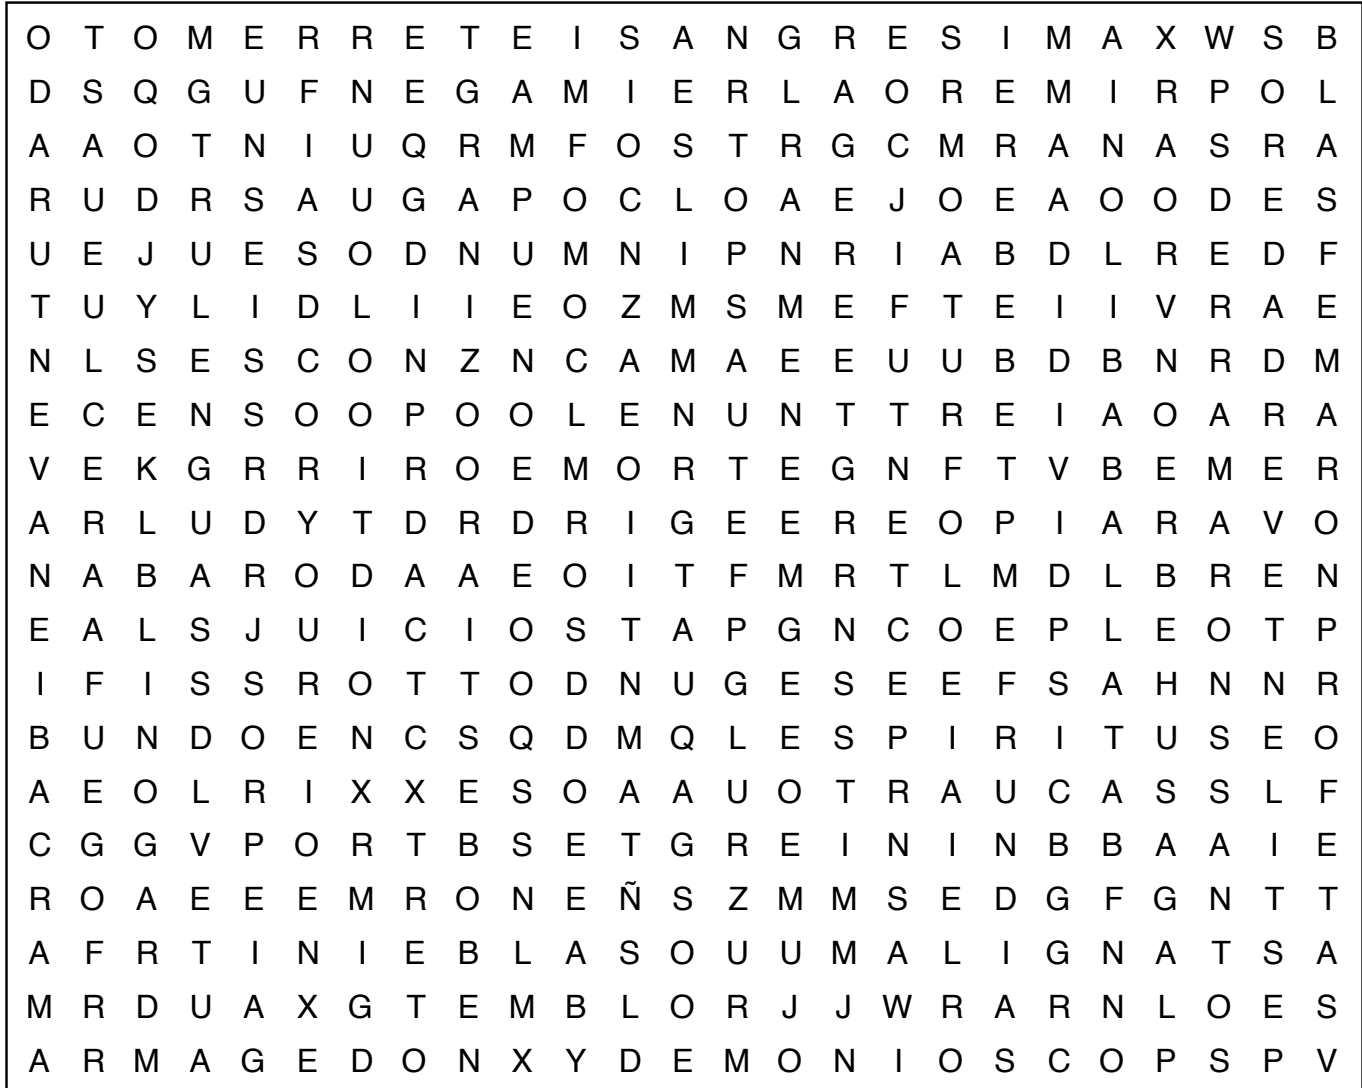 O T O M E R R E T E I S A N G R E S I M A X W S B
D S Q G U F N E G A M I E R L A O R E M I R P O L
A A O T N I U Q R M F O S T R G C M R A N A S R A
R U D R S A U G A P O C L O A E J O E A O O D E S
U E J U E S O D N U M N I P N R I A B D L R E D F
T U Y L I D L I I E O Z M S M E F T E I I V R A E
N L S E S C O N Z N C A M A E E U U B D B N R D M
E C E N S O O P O O L E N U N T T R E I A O A R A
V E K G R R I R O E M O R T E G N F T V B E M E R
A R L U D Y T D R D R I G E E R E O P I A R A V O
N A B A R O D A A E O I T F M R T L M D L B R E N
E A L S J U I C I O S T A P G N C O E P L E O T P
I F I S S R O T T O D N U G E S E E F S A H N N R
B U N D O E N C S Q D M Q L E S P I R I T U S E O
A E O L R I X X E S O A A U O T R A U C A S S L F
C G G V P O R T B S E T G R E I N I N B B A A I E
R O A E E E M R O N E Ñ S Z M M S E D G F G N T T
A F R T I N I E B L A S O U U M A L I G N A T S A
M R D U A X G T E M B L O R J J W R A R N L O E S
A R M A G E D O N X Y D E M O N I O S C O P S P V